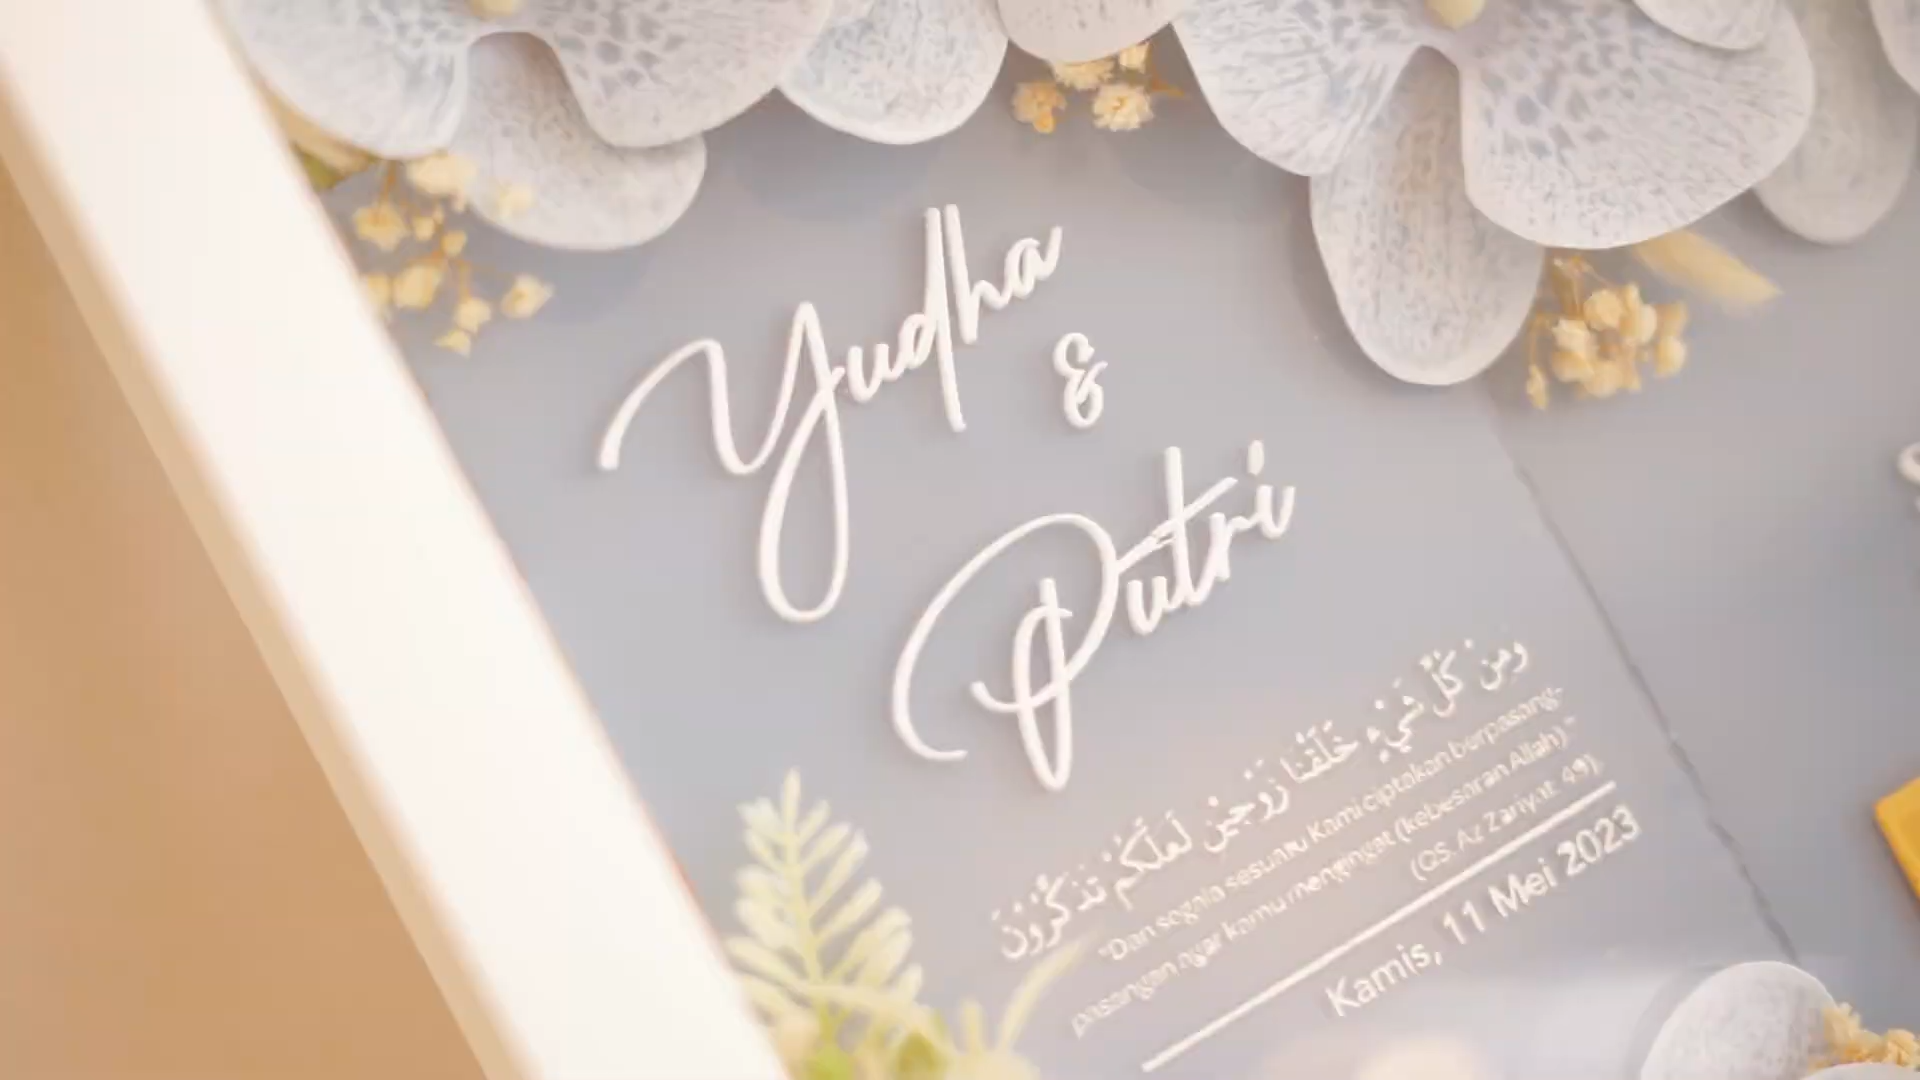 Yudha
&
Putri
وَمِنْ كُلِّ شَيْءٍ خَلَقْنَا زَوْجَيْنِ لَعَلَّكُمْ تَذَكَّرُوْنَ
"Dan segala sesuatu Kami ciptakan berpasang-
pasangan agar kamu mengingat (kebesaran Allah)."
(QS. Az Zariyat: 49).
Kamis, 11 Mei 2023